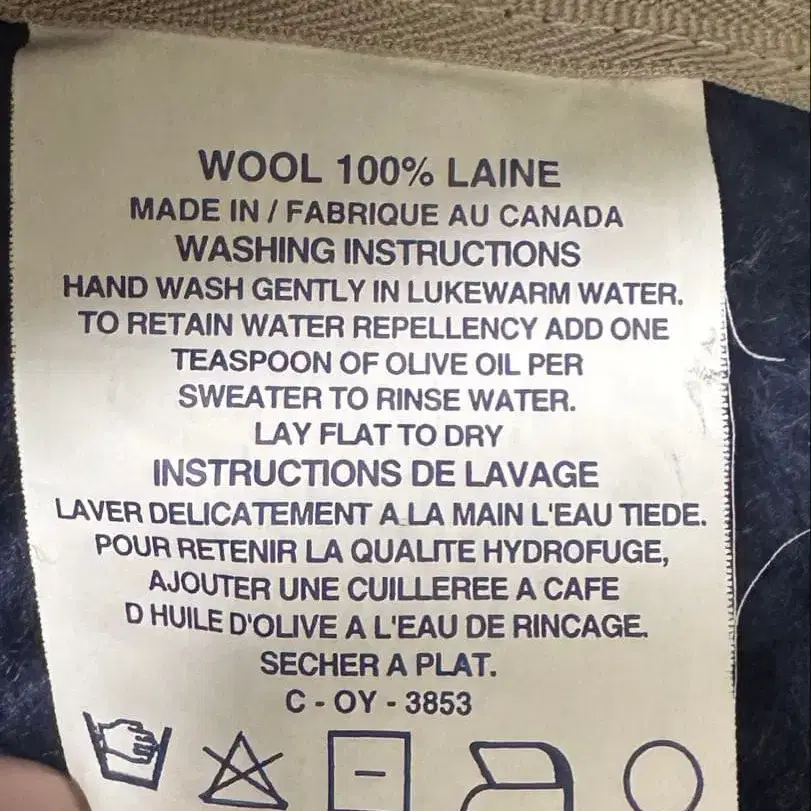 WOOL 100% LAINE
MADE IN / FABRIQUE AU CANADA
WASHING INSTRUCTIONS
HAND WASH GENTLY IN LUKEWARM WATER.
TO RETAIN WATER REPELLENCY ADD ONE
TEASPOON OF OLIVE OIL PER
SWEATER TO RINSE WATER.
LAY FLAT TO DRY
INSTRUCTIONS DE LAVAGE
LAVER DELICATEMENT A LA MAIN L'EAU TIEDE.
POUR RETENIR LA QUALITE HYDROFUGE,
AJOUTER UNE CUILLEREE A CAFE
D HUILE D'OLIVE A L'EAU DE RINCAGE.
SECHER A PLAT.
C - OY - 3853